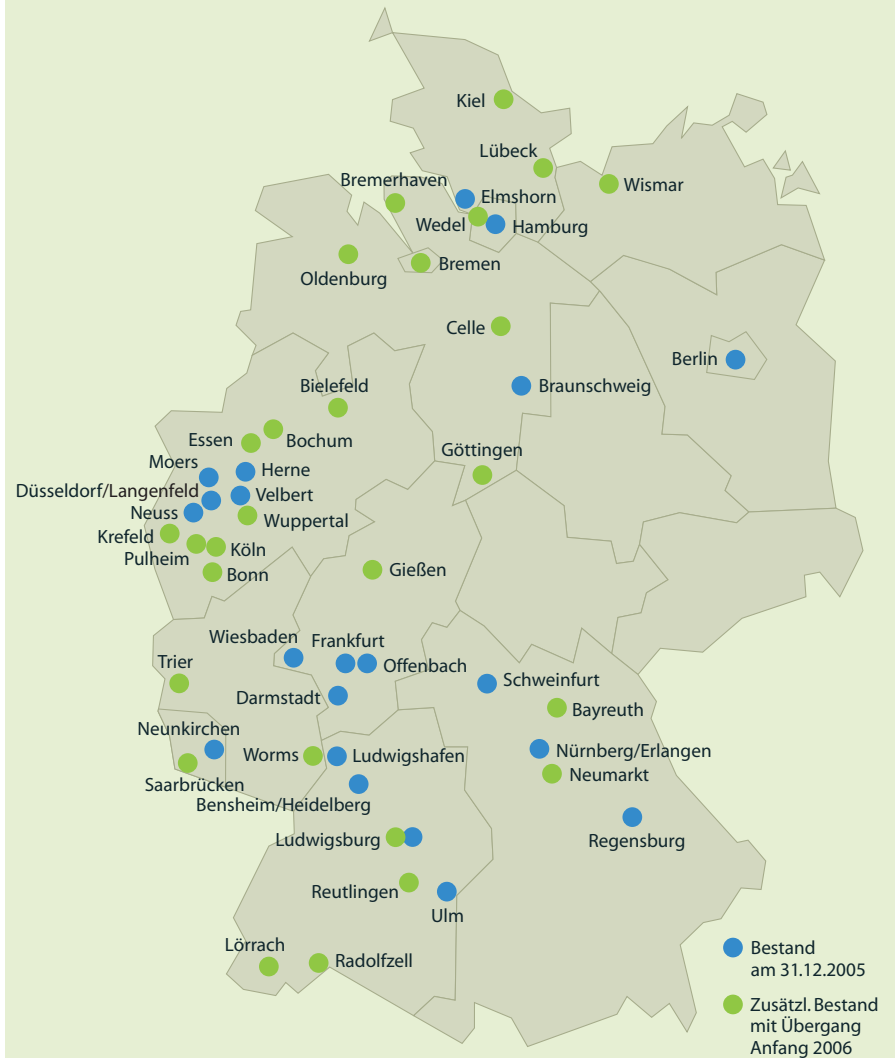 Kiel
Lübeck
Wismar
Bremerhaven
Elmshorn
Wedel
Hamburg
Oldenburg
Bremen
Celle
Berlin
Braunschweig
Bielefeld
Essen
Bochum
Göttingen
Moers
Herne
Düsseldorf/Langenfeld
Velbert
Neuss
Wuppertal
Krefeld
Pulheim
Köln
Bonn
Gießen
Wiesbaden
Frankfurt
Offenbach
Trier
Darmstadt
Schweinfurt
Bayreuth
Neunkirchen
Worms
Ludwigshafen
Nürnberg/Erlangen
Neumarkt
Saarbrücken
Bensheim/Heidelberg
Ludwigsburg
Regensburg
Reutlingen
Ulm
Lörrach
Radolfzell
Bestand
am 31.12.2005
Zusätzl. Bestand
mit Übergang
Anfang 2006